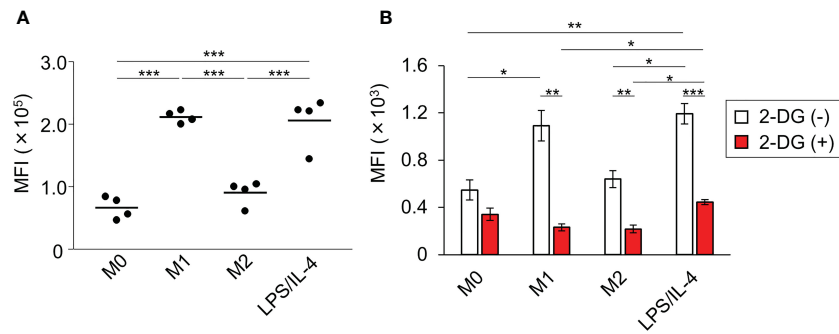 A
***
*** *** ***
3.0
2.0
1.0
0
MFI (×10⁵)
M0 M1 M2 LPS/IL-4
B
**
*
*
* *
** ** ***
1.6
1.2
0.8
0.4
0
MFI (×10³)
M0 M1 M2 LPS/IL-4
2-DG (-)
2-DG (+)